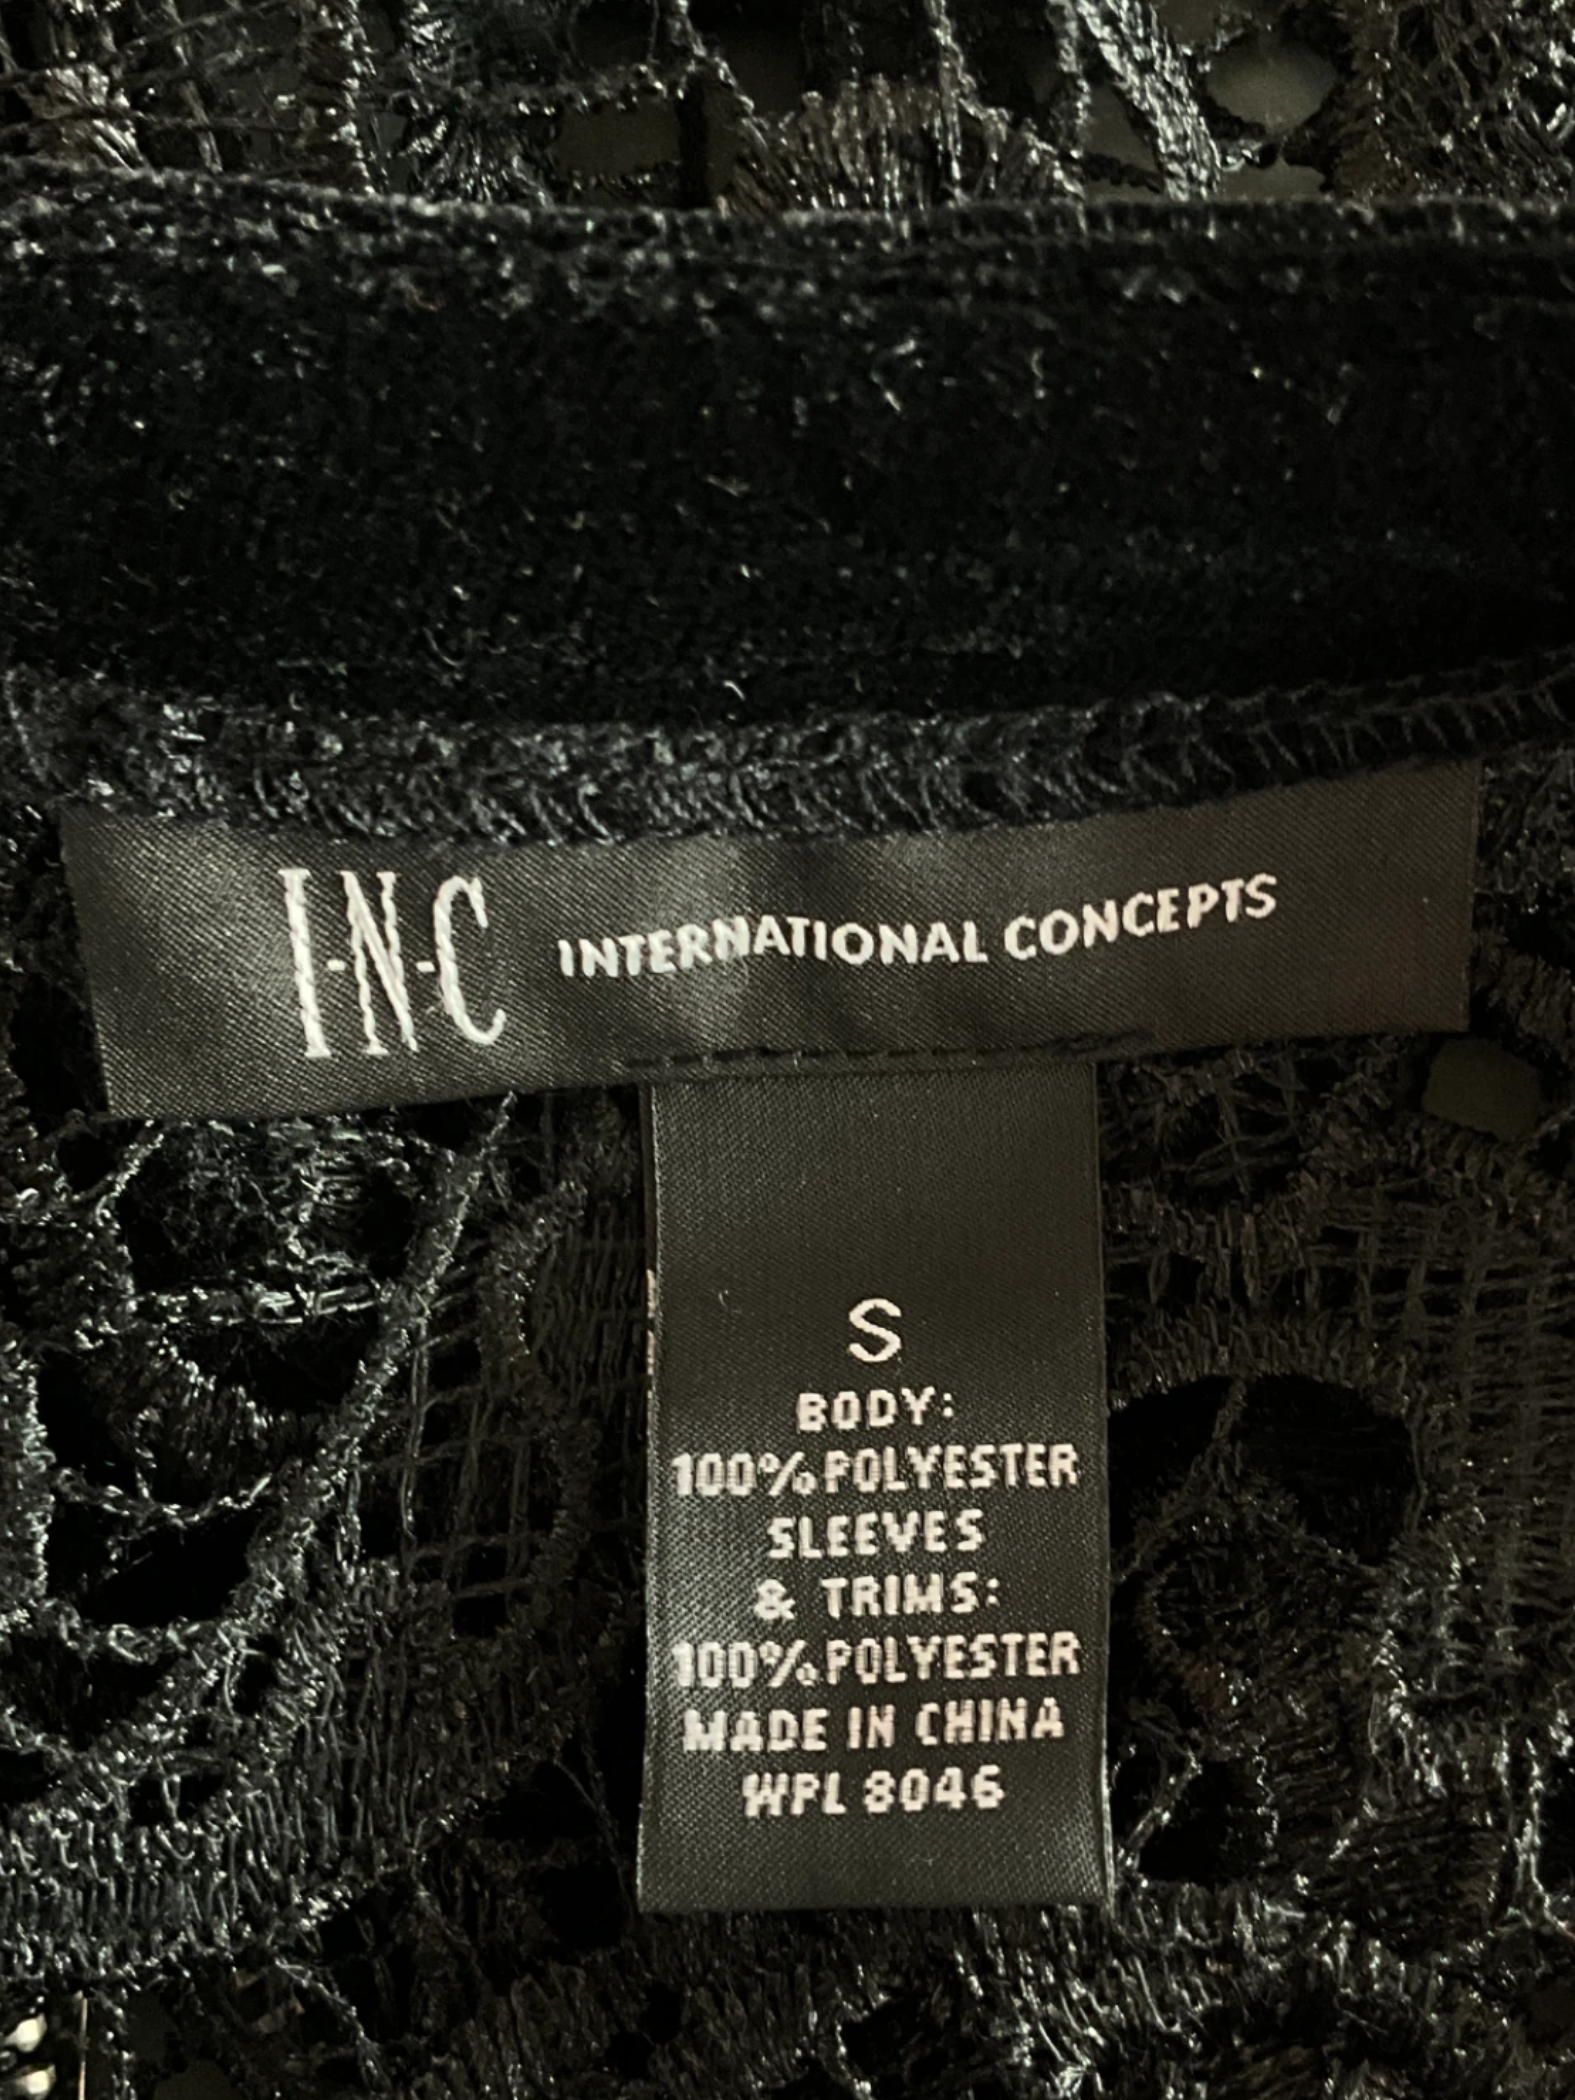 I-N-C INTERNATIONAL CONCEPTS
S
BODY:
100% POLYESTER
SLEEVES
& TRIMS:
100% POLYESTER
MADE IN CHINA
WPL 8046